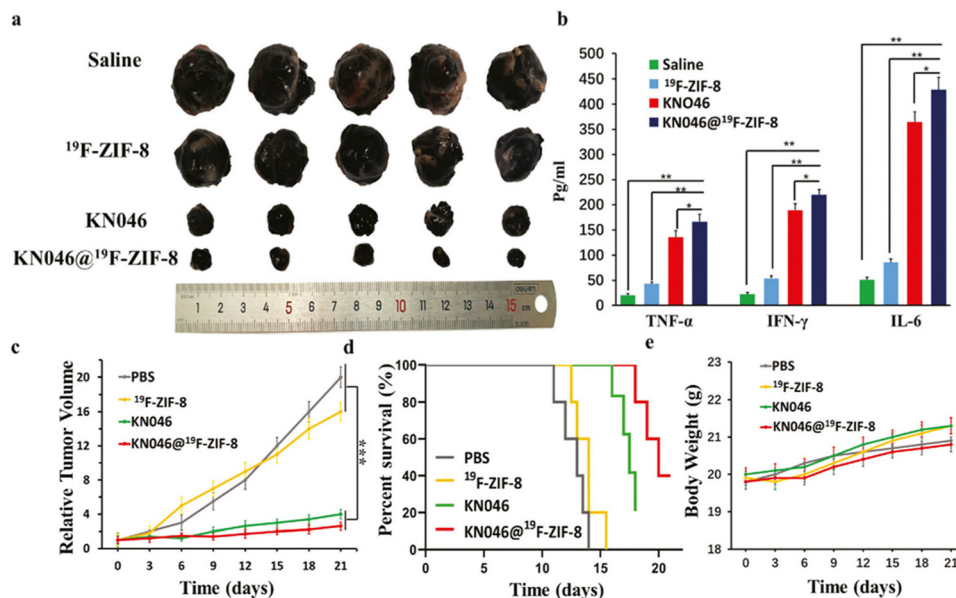 a
Saline
¹⁹F-ZIF-8
KN046
KN046@¹⁹F-ZIF-8
1 2 3 4 5 6 7 8 9 10 11 12 13 14 15 cm
b
Saline
¹⁹F-ZIF-8
KNO46
KN046@¹⁹F-ZIF-8
Pg/ml
500
450
400
350
300
250
200
150
100
50
0
** ** *
** ** *
** ** *
TNF-α IFN-γ IL-6
c
PBS
¹⁹F-ZIF-8
KN046
KN046@¹⁹F-ZIF-8
***
Relative Tumor Volume
20
16
12
8
4
0
0 3 6 9 12 15 18 21
Time (days)
d
Percent survival (%)
100
80
60
40
20
0
PBS
¹⁹F-ZIF-8
KN046
KN046@¹⁹F-ZIF-8
0 5 10 15 20
Time (days)
e
PBS
¹⁹F-ZIF-8
KN046
KN046@¹⁹F-ZIF-8
Body Weight (g)
23
22
21
20
19
18
0 3 6 9 12 15 18 21
Time (days)